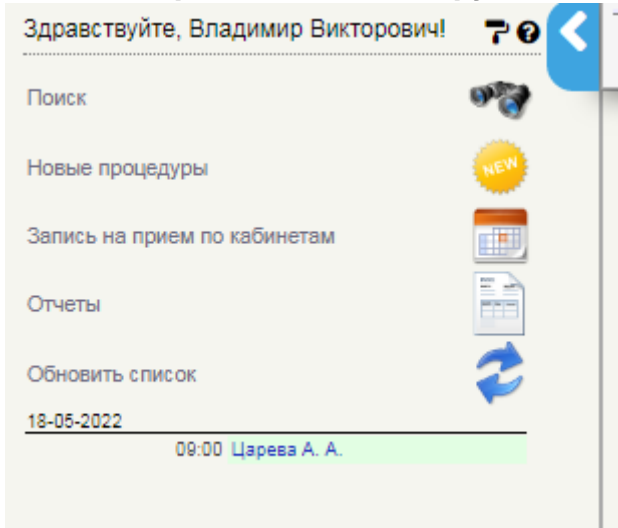 Здравствуйте, Владимир Викторович!
Поиск
Новые процедуры
NEW
Запись на прием по кабинетам
Отчеты
Обновить список
18-05-2022
09:00 Царева А. А.